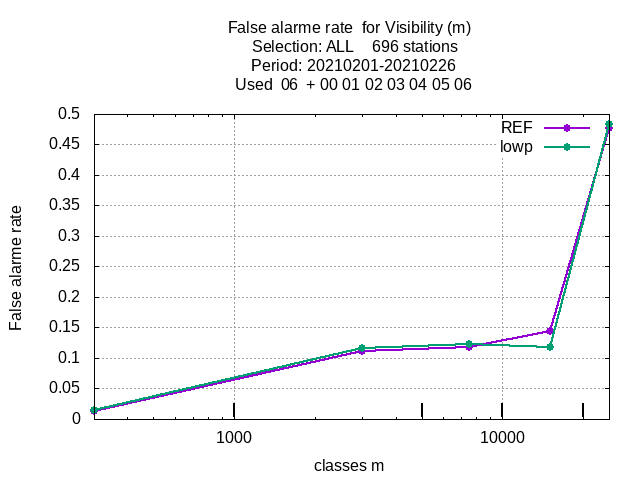 False alarme rate  for Visibility (m)
Selection: ALL    696 stations
Period: 20210201-20210226
Used  06  + 00 01 02 03 04 05 06
0.5
0.45
0.4
0.35
0.3
0.25
0.2
0.15
0.1
0.05
0
False alarme rate
REF
lowp
1000
10000
classes m